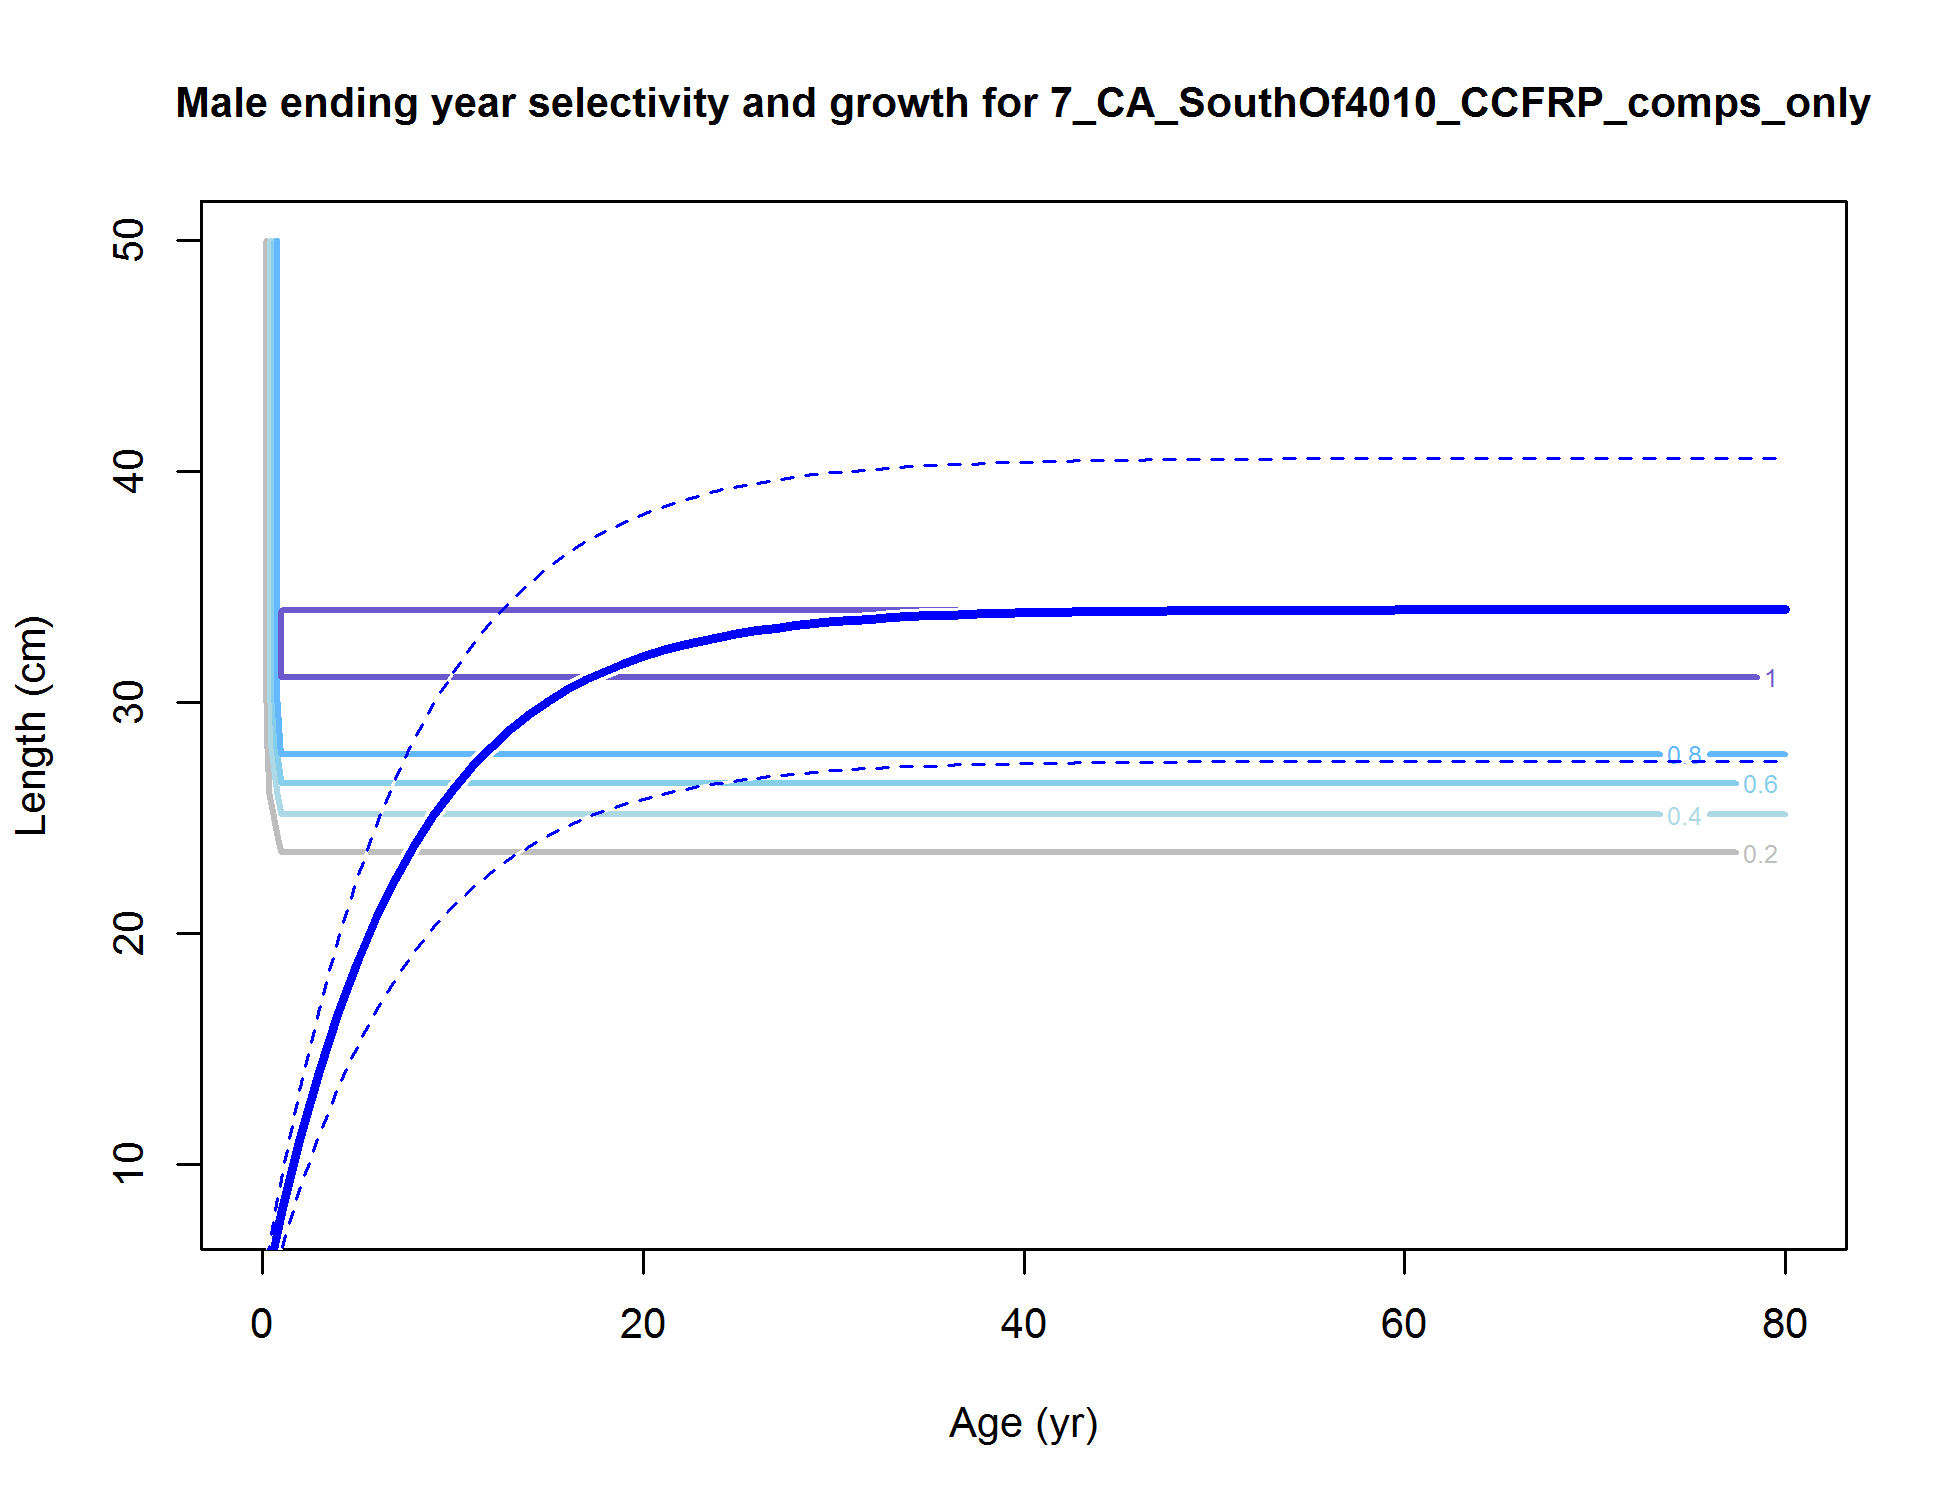 Male ending year selectivity and growth for 7_CA_SouthOf4010_CCFRP_comps_only
50
40
30
20
10
Length (cm)
1
0.8
0.6
0.4
0.2
0 20 40 60 80
Age (yr)